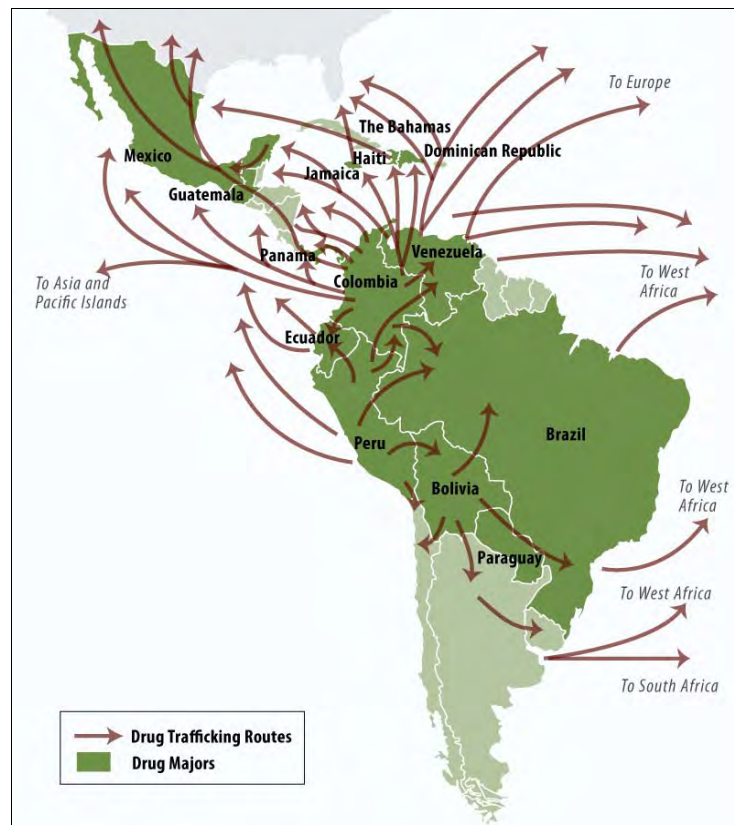 To Europe
The Bahamas
Dominican Republic
Haiti
Jamaica
Mexico
Guatemala
Panama
Venezuela
Colombia
To West
Africa
To Asia and
Pacific Islands
Ecuador
Peru
Brazil
Bolivia
To West
Africa
Paraguay
To West Africa
To South Africa
Drug Trafficking Routes
Drug Majors